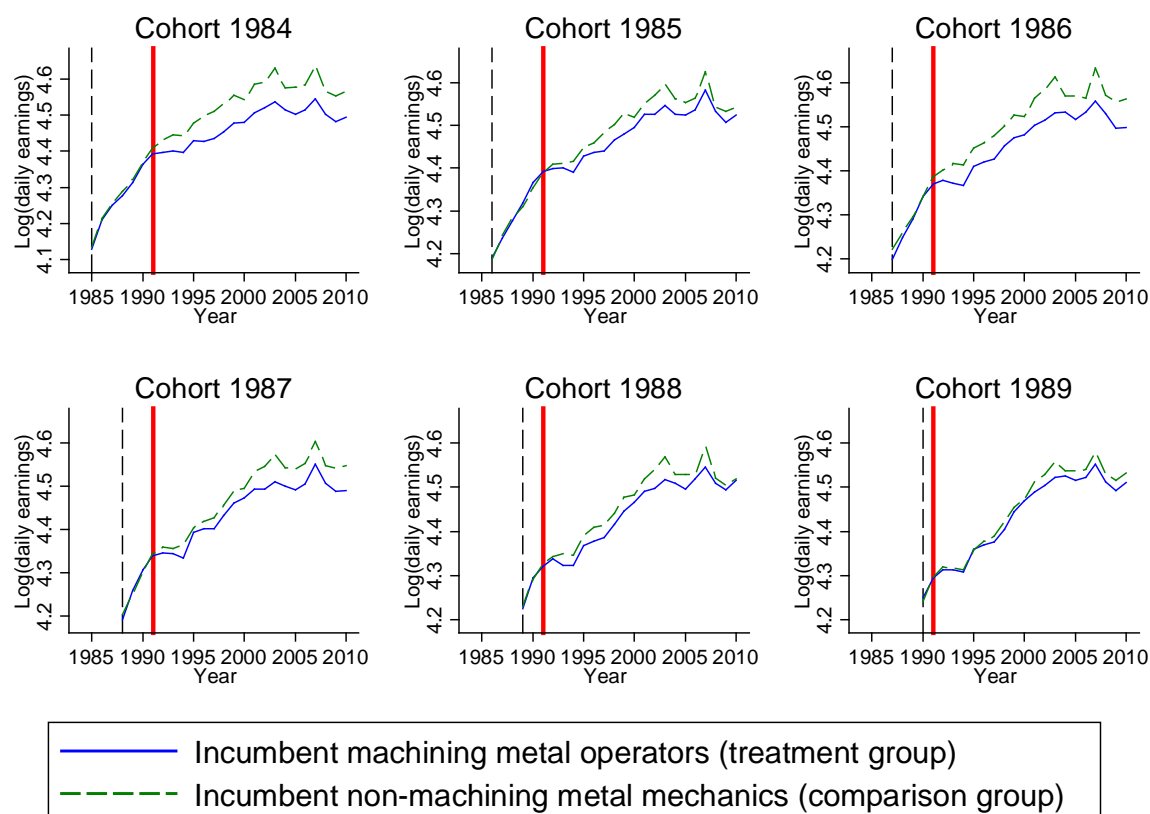 Cohort 1984
Cohort 1985
Cohort 1986
Log(daily earnings)
4.1 4.2 4.3 4.4 4.5 4.6
1985 1990 1995 2000 2005 2010
Year
Log(daily earnings)
4.2 4.3 4.4 4.5 4.6
1985 1990 1995 2000 2005 2010
Year
Log(daily earnings)
4.2 4.3 4.4 4.5 4.6
1985 1990 1995 2000 2005 2010
Year
Cohort 1987
Cohort 1988
Cohort 1989
Log(daily earnings)
4.2 4.3 4.4 4.5 4.6
1985 1990 1995 2000 2005 2010
Year
Log(daily earnings)
4.2 4.3 4.4 4.5 4.6
1985 1990 1995 2000 2005 2010
Year
Log(daily earnings)
4.2 4.3 4.4 4.5 4.6
1985 1990 1995 2000 2005 2010
Year
Incumbent machining metal operators (treatment group)
Incumbent non-machining metal mechanics (comparison group)